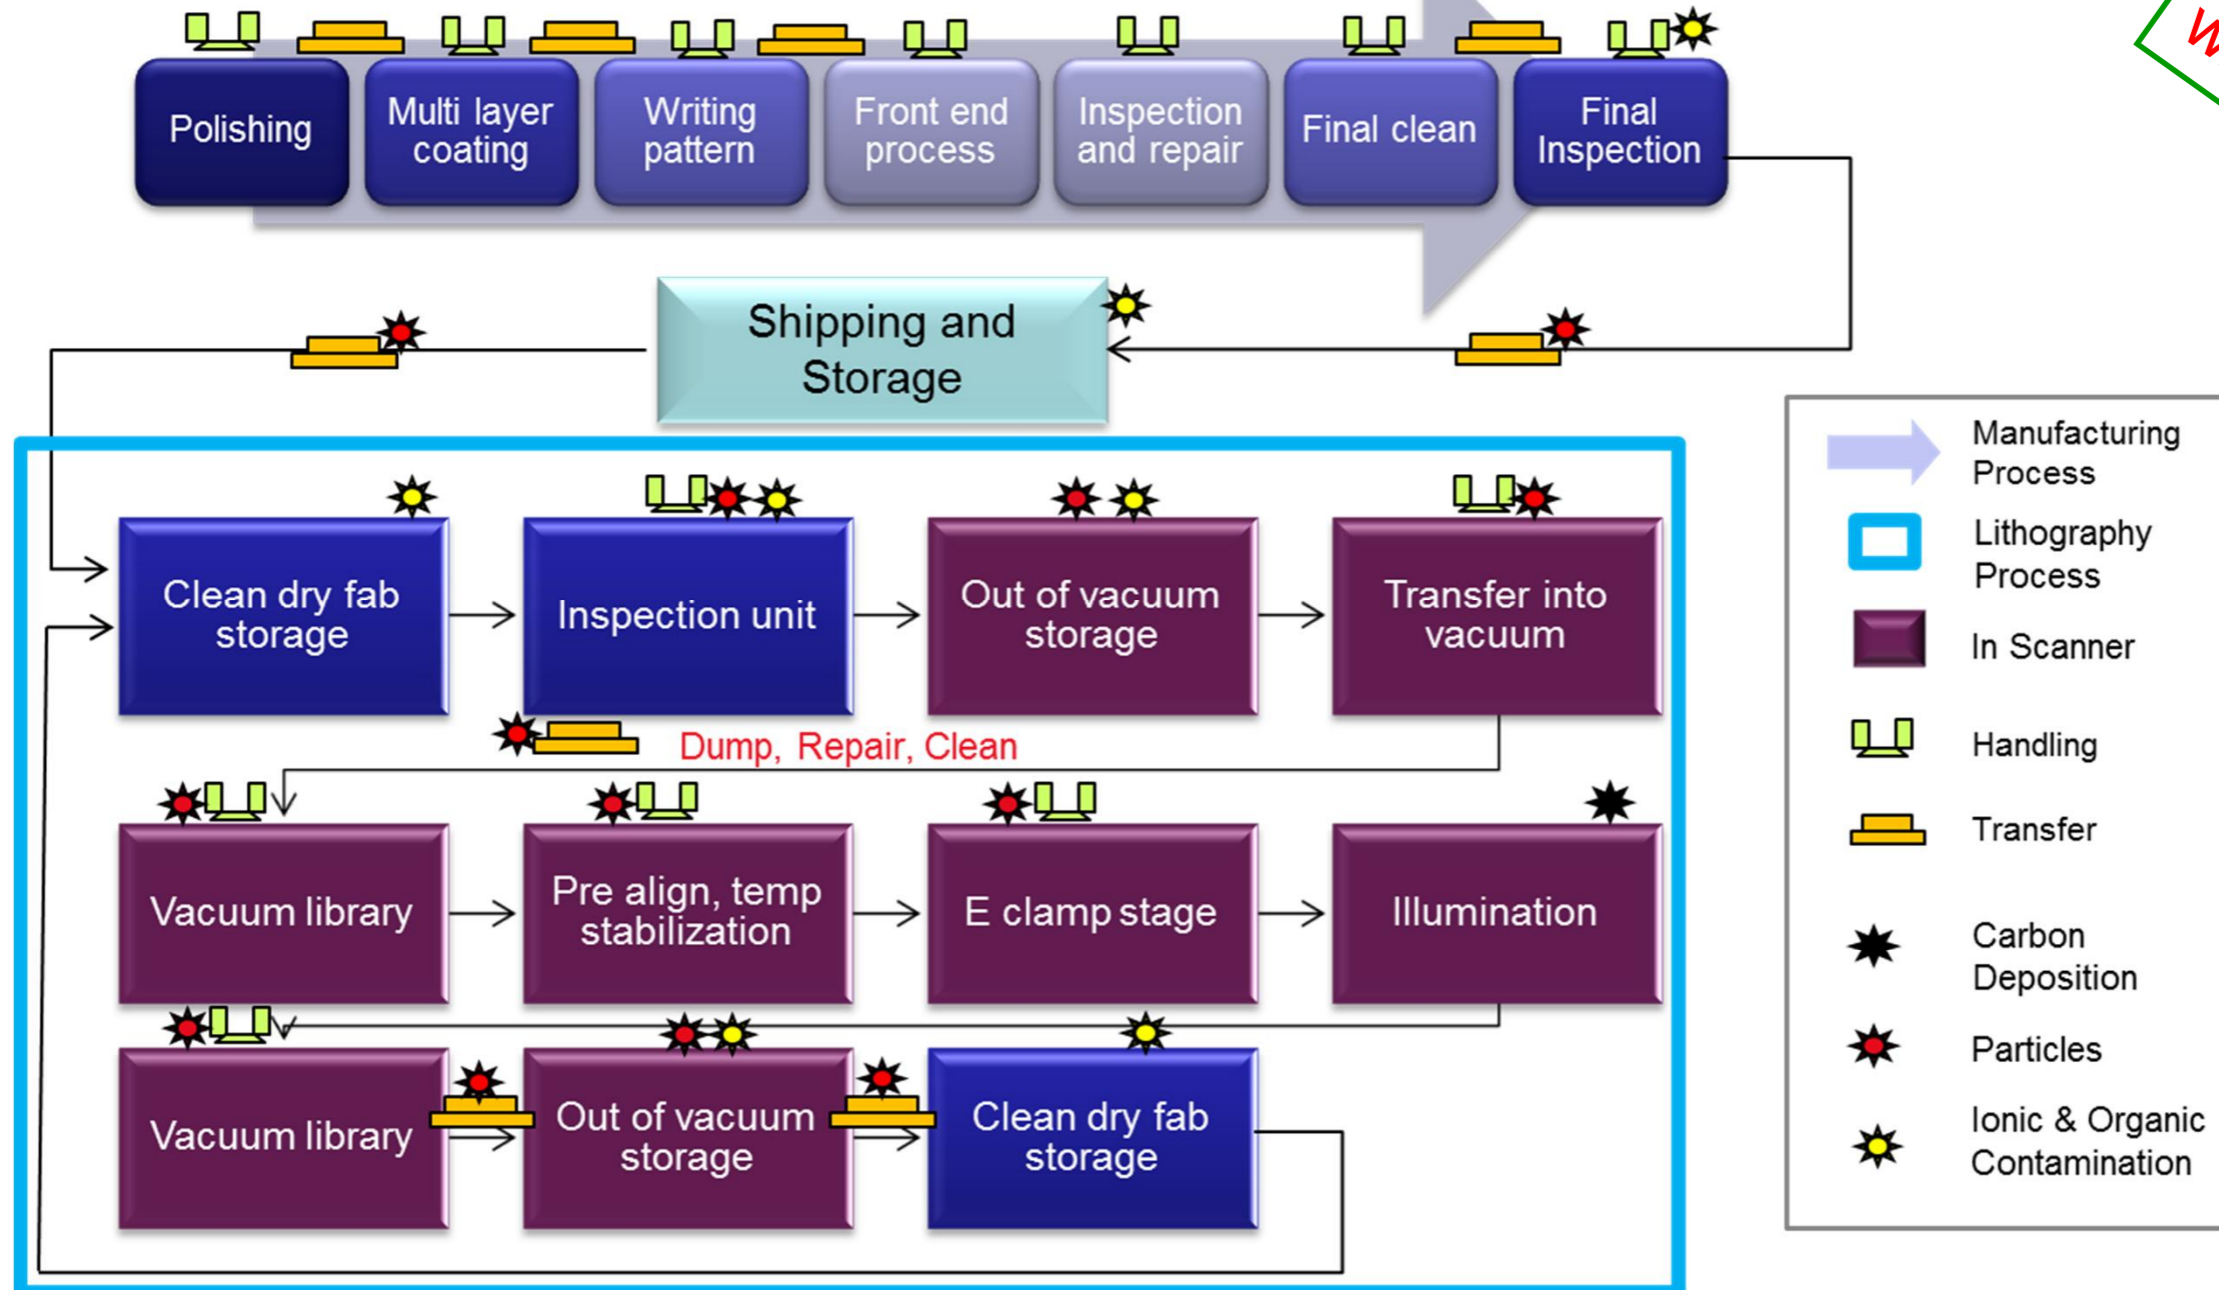 Polishing
Multi layer
coating
Writing
pattern
Front end
process
Inspection
and repair
Final clean
Final
Inspection
Shipping and
Storage
Clean dry fab
storage
Inspection unit
Out of vacuum
storage
Transfer into
vacuum
Dump, Repair, Clean
Vacuum library
Pre align, temp
stabilization
E clamp stage
Illumination
Vacuum library
Out of vacuum
storage
Clean dry fab
storage
Manufacturing
Process
Lithography
Process
In Scanner
Handling
Transfer
Carbon
Deposition
Particles
Ionic & Organic
Contamination